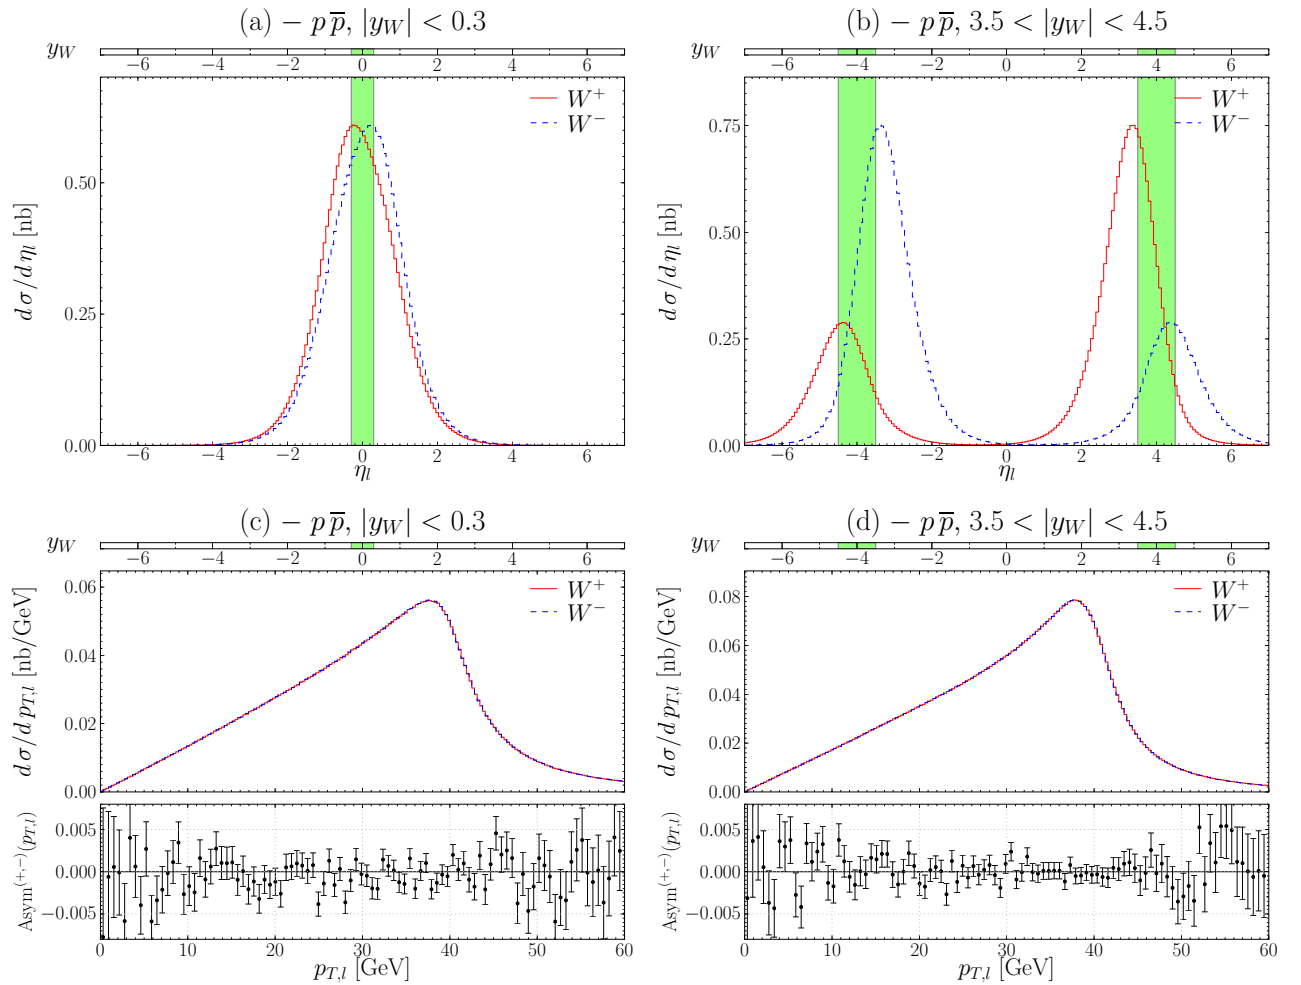 (a) − p p̅, |y_W| < 0.3
y_W
−6 −4 −2 0 2 4 6
W⁺
W⁻
dσ/dη_l [nb]
0.50
0.25
0.00
−6 −4 −2 0 2 4 6
η_l
(b) − p p̅, 3.5 < |y_W| < 4.5
y_W
−6 −4 −2 0 2 4 6
W⁺
W⁻
dσ/dη_l [nb]
0.75
0.50
0.25
0.00
−6 −4 −2 0 2 4 6
η_l
(c) − p p̅, |y_W| < 0.3
y_W
−6 −4 −2 0 2 4 6
W⁺
W⁻
dσ/dp_{T,l} [nb/GeV]
0.06
0.04
0.02
0.00
Asym^{(+,−)}(p_{T,l})
0.005
0.000
−0.005
0 10 20 30 40 50 60
p_{T,l} [GeV]
(d) − p p̅, 3.5 < |y_W| < 4.5
y_W
−6 −4 −2 0 2 4 6
W⁺
W⁻
dσ/dp_{T,l} [nb/GeV]
0.08
0.06
0.04
0.02
0.00
Asym^{(+,−)}(p_{T,l})
0.005
0.000
−0.005
0 10 20 30 40 50 60
p_{T,l} [GeV]